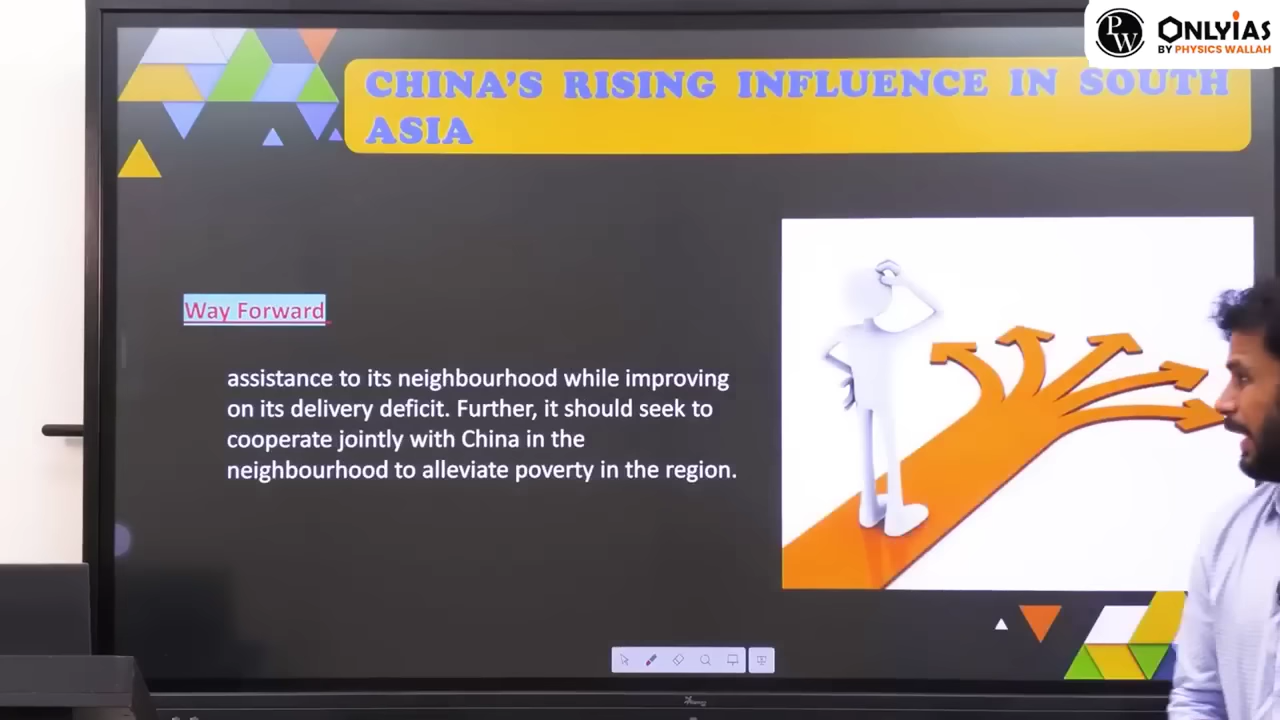 PW
ONLYIAS
BY PHYSICS WALLAH
CHINA'S RISING INFLUENCE IN SOUTH
ASIA
Way Forward
assistance to its neighbourhood while improving
on its delivery deficit. Further, it should seek to
cooperate jointly with China in the
neighbourhood to alleviate poverty in the region.